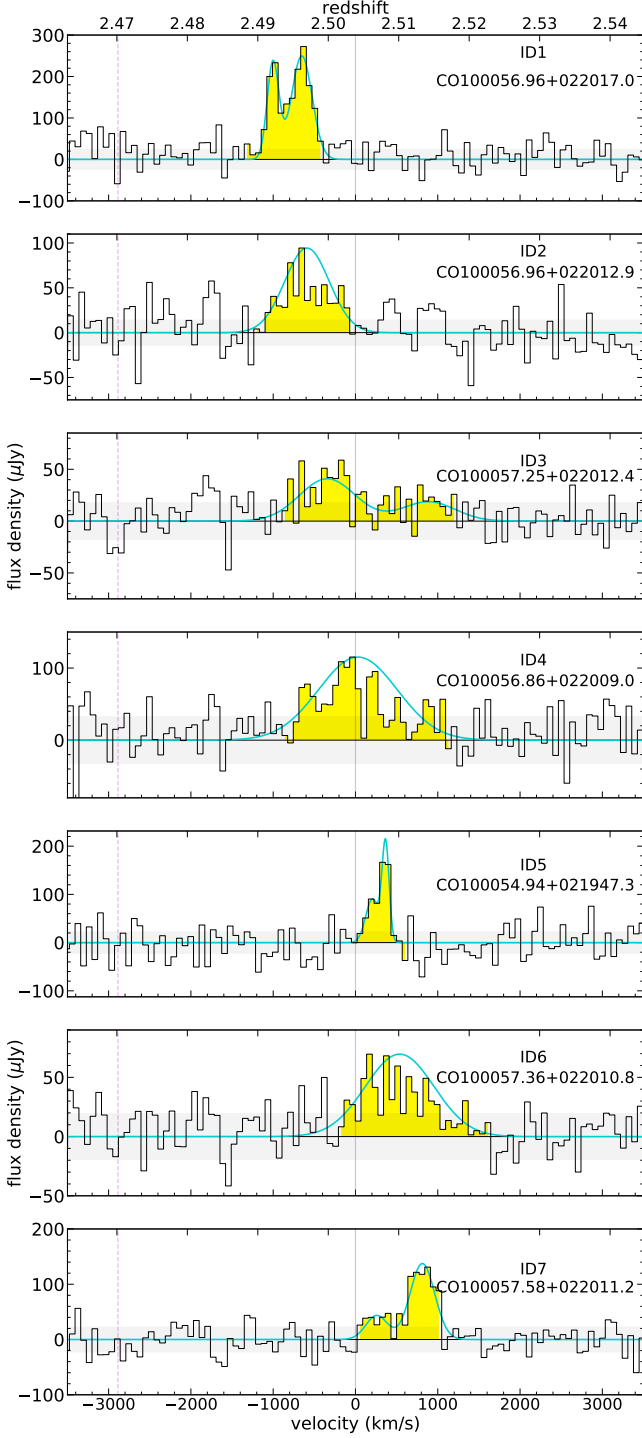 redshift
2.47 2.48 2.49 2.50 2.51 2.52 2.53 2.54
300
200
100
0
−100
ID1
CO100056.96+022017.0
100
50
0
−50
ID2
CO100056.96+022012.9
50
0
−50
ID3
CO100057.25+022012.4
flux density (μJy)
100
0
ID4
CO100056.86+022009.0
200
100
0
−100
ID5
CO100054.94+021947.3
50
0
−50
ID6
CO100057.36+022010.8
flux density (μJy)
200
100
0
−100
ID7
CO100057.58+022011.2
−3000 −2000 −1000 0 1000 2000 3000
velocity (km/s)